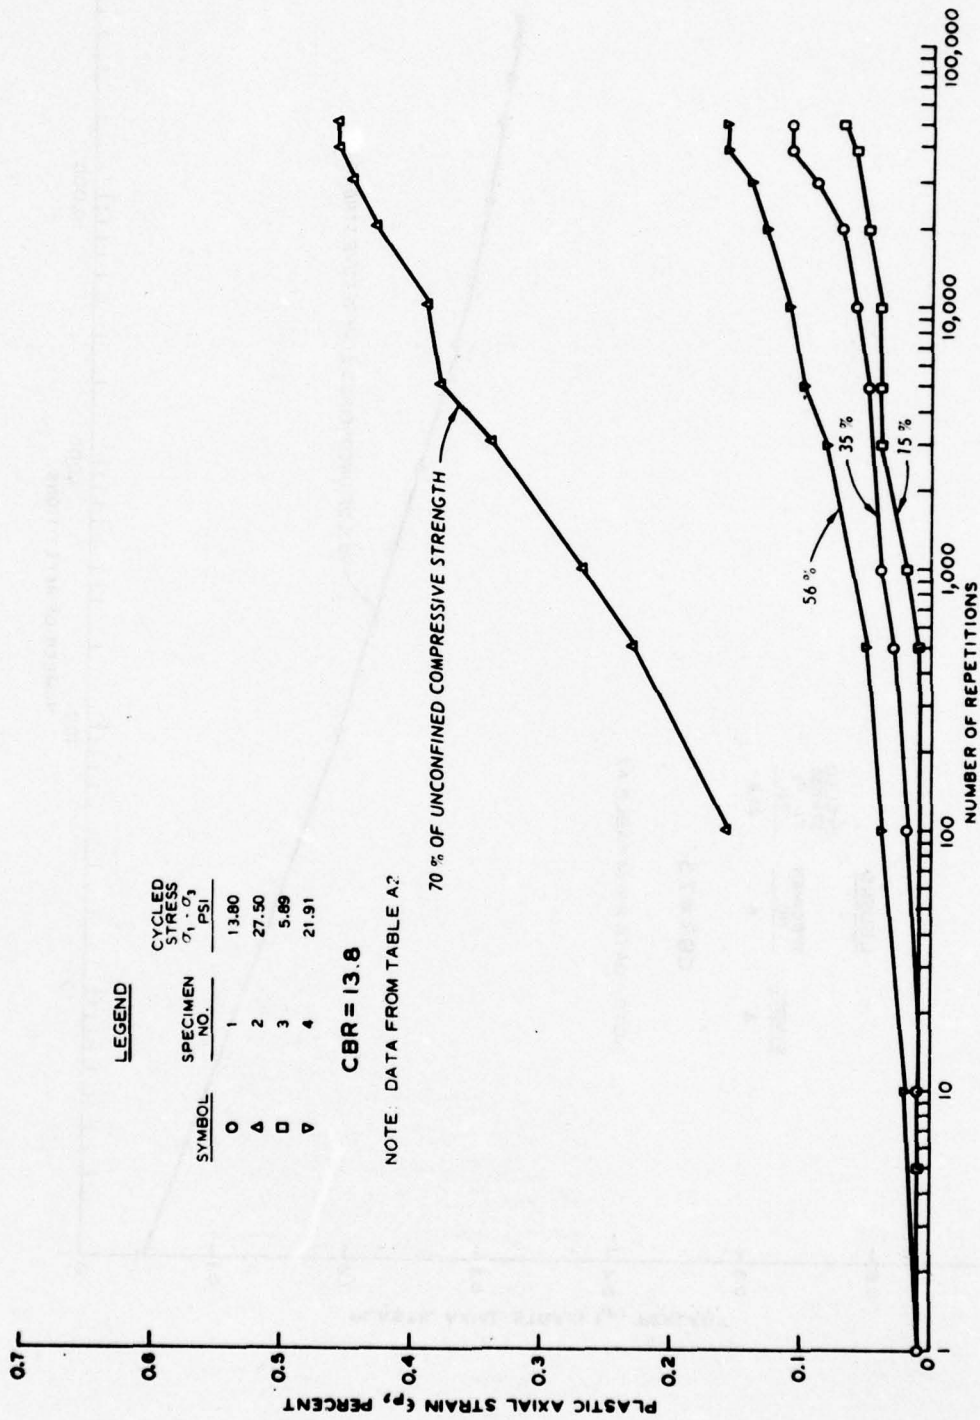 LEGEND
SYMBOL SPECIMEN NO. CYCLED STRESS σ₁ - σ₃ PSI
○ 1 13.80
△ 2 27.50
□ 3 5.89
▽ 4 21.91
CBR = 13.8
NOTE: DATA FROM TABLE A2
70 % OF UNCONFINED COMPRESSIVE STRENGTH
56 %
35 %
15 %
PLASTIC AXIAL STRAIN ϵp, PERCENT
0.7
0.6
0.5
0.4
0.3
0.2
0.1
0
1
10
100
1,000
10,000
100,000
NUMBER OF REPETITIONS